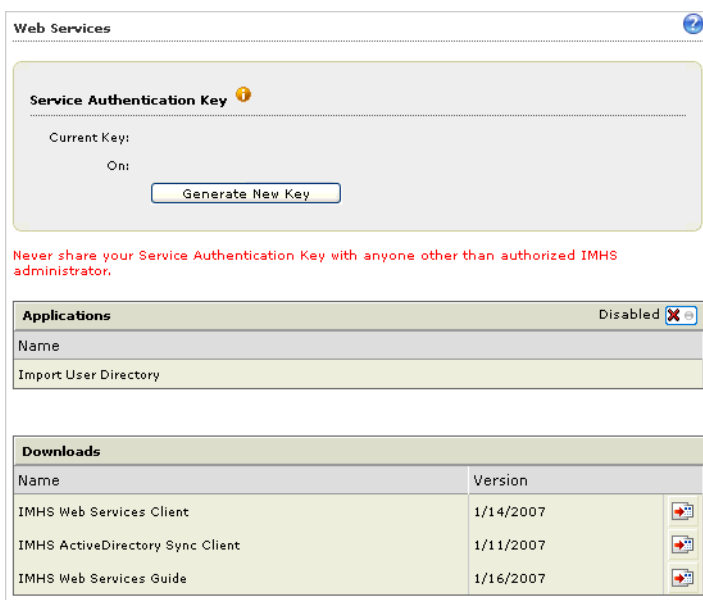 Web Services
Service Authentication Key
Current Key:
On:
Generate New Key
Never share your Service Authentication Key with anyone other than authorized IMHS
administrator.
Applications Disabled
Name
Import User Directory
Downloads
Name Version
IMHS Web Services Client 1/14/2007
IMHS ActiveDirectory Sync Client 1/11/2007
IMHS Web Services Guide 1/16/2007